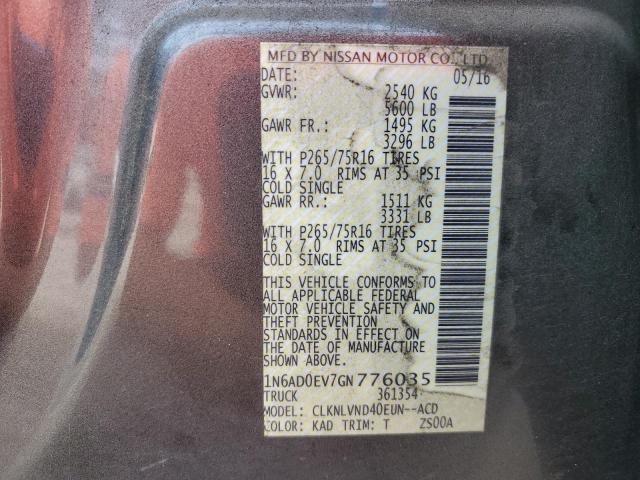 MFD BY NISSAN MOTOR CO., LTD
DATE: 05/16
GVWR: 2540 KG
5600 LB
GAWR FR.: 1495 KG
3296 LB
WITH P265/75R16 TIRES
16 X 7.0 RIMS AT 35 PSI
COLD SINGLE
GAWR RR.: 1511 KG
3331 LB
WITH P265/75R16 TIRES
16 X 7.0 RIMS AT 35 PSI
COLD SINGLE
THIS VEHICLE CONFORMS TO
ALL APPLICABLE FEDERAL
MOTOR VEHICLE SAFETY AND
THEFT PREVENTION
STANDARDS IN EFFECT ON
THE DATE OF MANUFACTURE
SHOWN ABOVE.
1N6AD0EV7GN776035
TRUCK 361354
MODEL: CLKNLVND40EUN--ACD
COLOR: KAD TRIM: T ZS00A